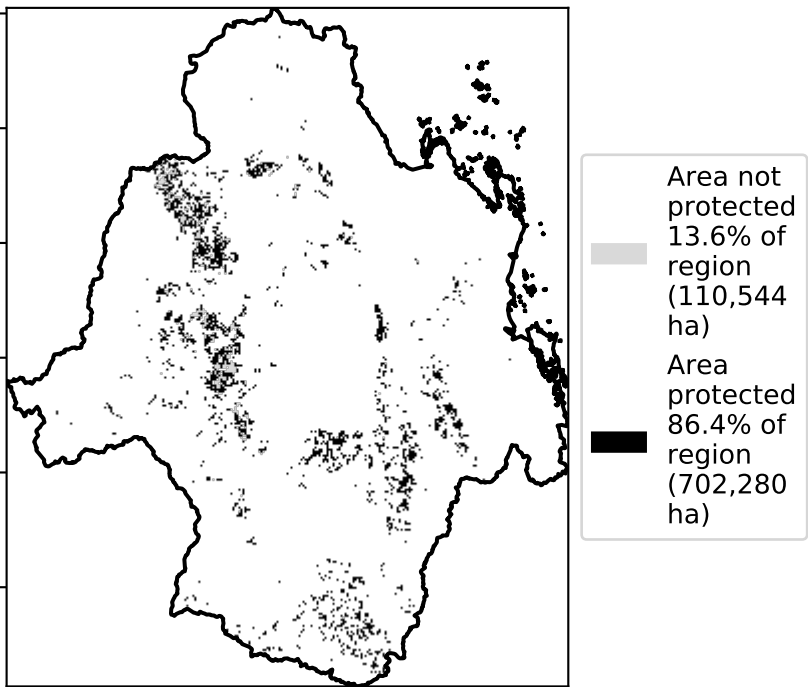 Area not
protected
13.6% of
region
(110,544
ha)
Area
protected
86.4% of
region
(702,280
ha)